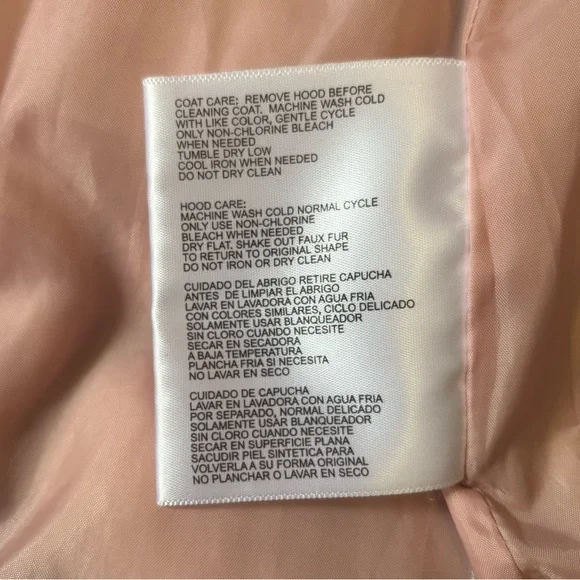 COAT CARE: REMOVE HOOD BEFORE
CLEANING COAT. MACHINE WASH COLD
WITH LIKE COLOR, GENTLE CYCLE
ONLY NON-CHLORINE BLEACH
WHEN NEEDED
TUMBLE DRY LOW
COOL IRON WHEN NEEDED
DO NOT DRY CLEAN
HOOD CARE:
MACHINE WASH COLD NORMAL CYCLE
ONLY USE NON-CHLORINE
BLEACH WHEN NEEDED
DRY FLAT. SHAKE OUT FAUX FUR
TO RETURN TO ORIGINAL SHAPE
DO NOT IRON OR DRY CLEAN
CUIDADO DEL ABRIGO RETIRE CAPUCHA
ANTES DE LIMPIAR EL ABRIGO
LAVAR EN LAVADORA CON AGUA FRIA
CON COLORES SIMILARES, CICLO DELICADO
SOLAMENTE USAR BLANQUEADOR
SIN CLORO CUANDO NECESITE
SECAR EN SECADORA
A BAJA TEMPERATURA
PLANCHA FRIA SI NECESITA
NO LAVAR EN SECO
CUIDADO DE CAPUCHA
LAVAR EN LAVADORA CON AGUA FRIA
POR SEPARADO, NORMAL DELICADO
SOLAMENTE USAR BLANQUEADOR
SIN CLORO CUANDO NECESITE
SECAR EN SUPERFICIE PLANA
SACUDIR PIEL SINTETICA PARA
VOLVERLA A SU FORMA ORIGINAL
NO PLANCHAR O LAVAR EN SECO